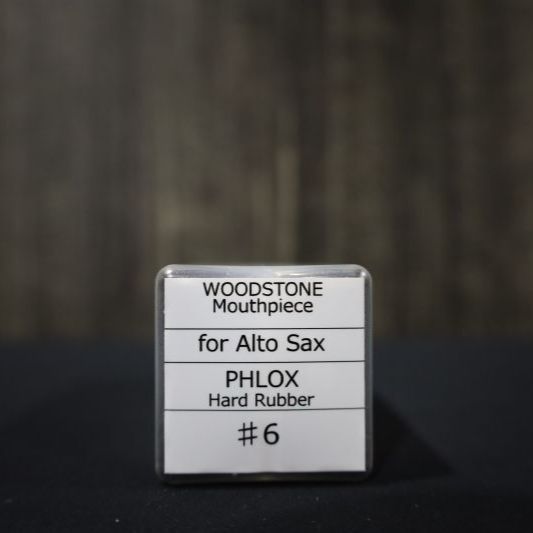 WOODSTONE
Mouthpiece
for Alto Sax
PHLOX
Hard Rubber
♯6